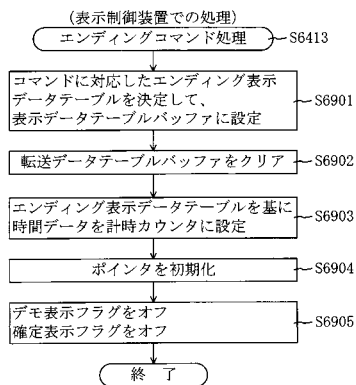 (表示制御装置での処理)
エンディングコマンド処理
S6413
コマンドに対応したエンディング表示
データテーブルを決定して、
表示データテーブルバッファに設定
S6901
転送データテーブルバッファをクリア
S6902
エンディング表示データテーブルを基に
時間データを計時カウンタに設定
S6903
ポインタを初期化
S6904
デモ表示フラグをオフ
確定表示フラグをオフ
S6905
終 了